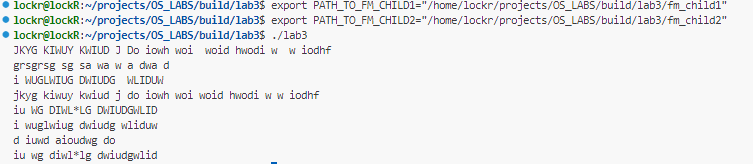 lockr@lockR:~/projects/OS_LABS/build/lab3$ export PATH_TO_FM_CHILD1="/home/lockr/projects/OS_LABS/build/lab3/fm_child1"
lockr@lockR:~/projects/OS_LABS/build/lab3$ export PATH_TO_FM_CHILD2="/home/lockr/projects/OS_LABS/build/lab3/fm_child2"
lockr@lockR:~/projects/OS_LABS/build/lab3$ ./lab3
JKYG KIWUY KWIUD J Do iowh woi  woid hwodi w  w iodhf
grsgrsg sg sa wa w a dwa d
i WUGLWIUG DWIUDG  WLIDUW
jkyg kiwuy kwiud j do iowh woi woid hwodi w w iodhf
iu WG DIWL*LG DWIUDGWLID
i wuglwiug dwiudg wliduw
d iuwd aioudwg do
iu wg diwl*lg dwiudgwlid